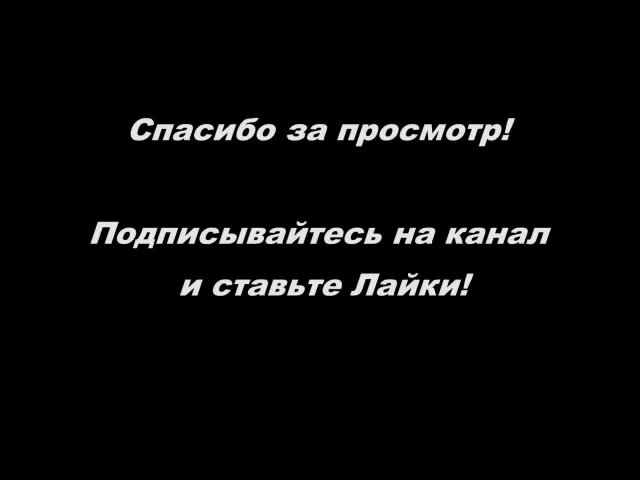 Спасибо за просмотр!
Подписывайтесь на канал
и ставьте Лайки!